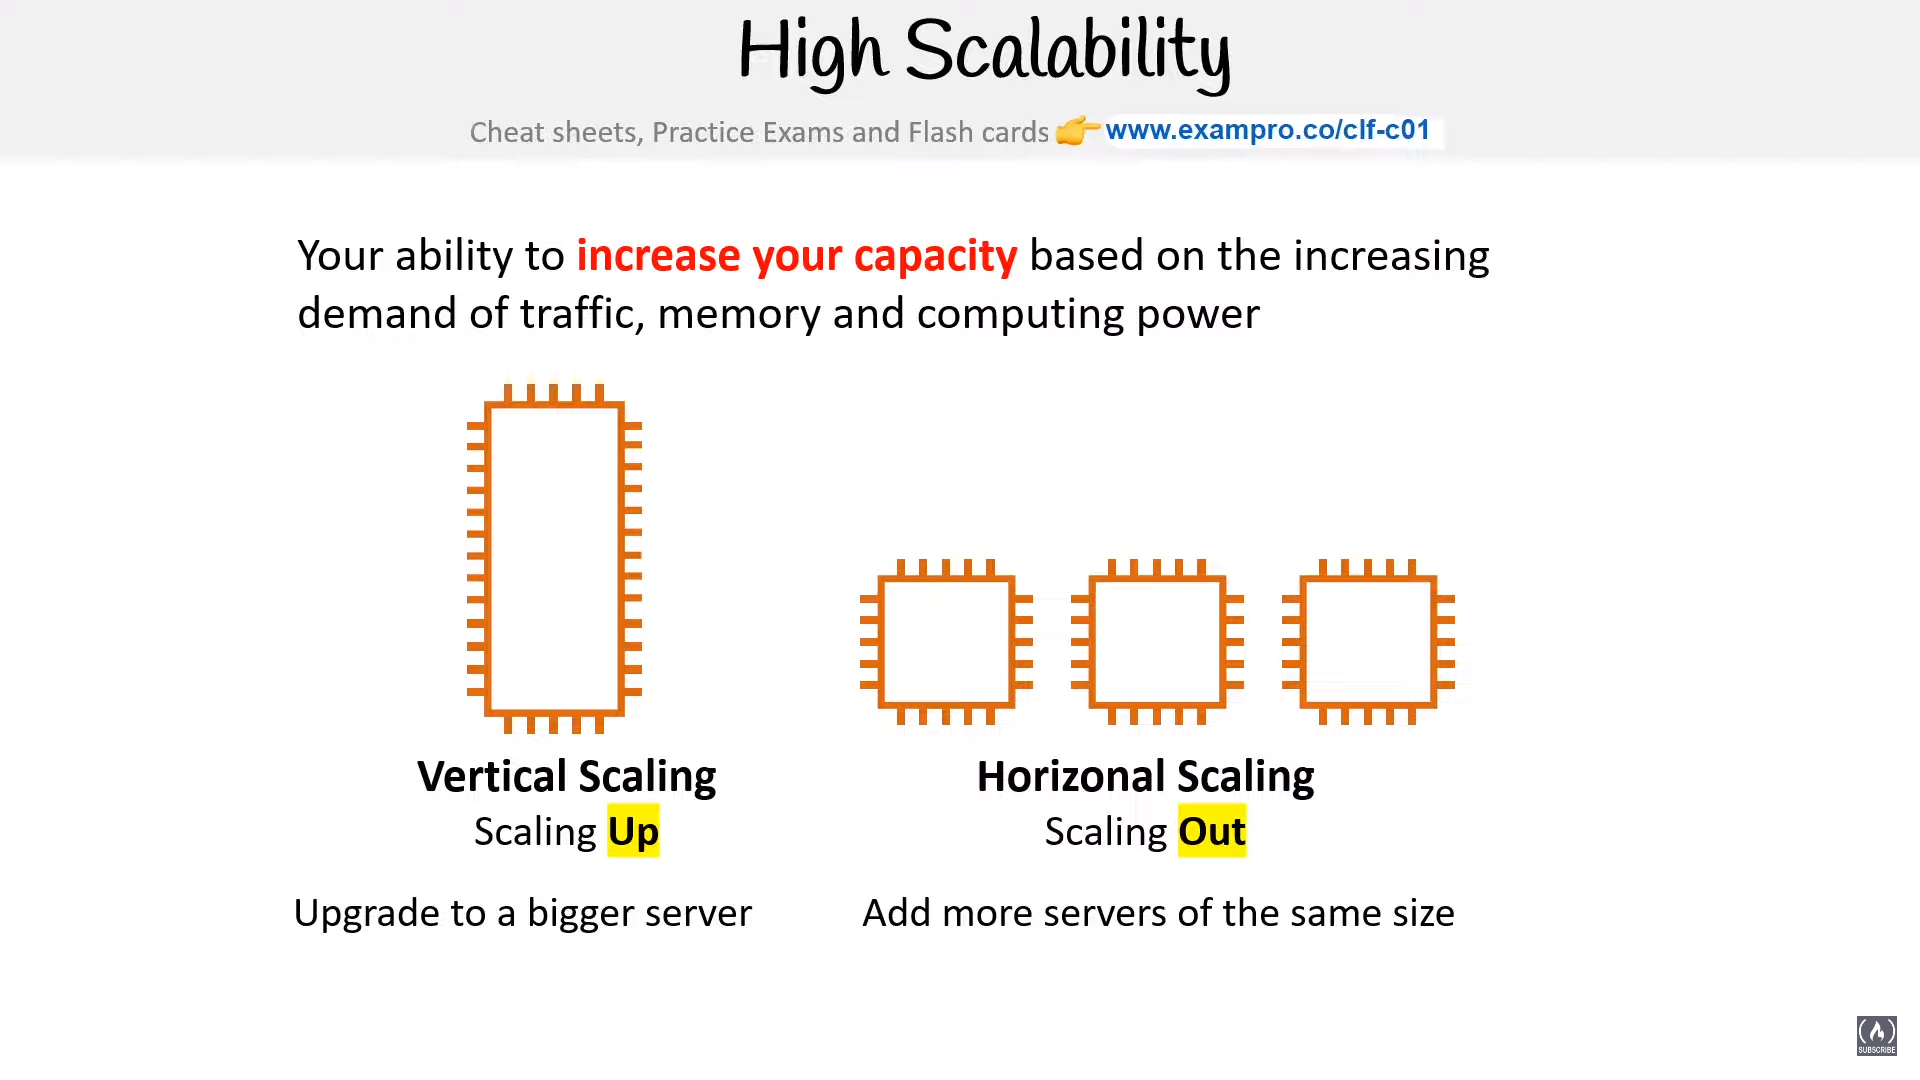 High Scalability
Cheat sheets, Practice Exams and Flash cards 👉 www.exampro.co/clf-c01
Your ability to increase your capacity based on the increasing
demand of traffic, memory and computing power
Vertical Scaling
Scaling Up
Upgrade to a bigger server
Horizonal Scaling
Scaling Out
Add more servers of the same size
SUBSCRIBE